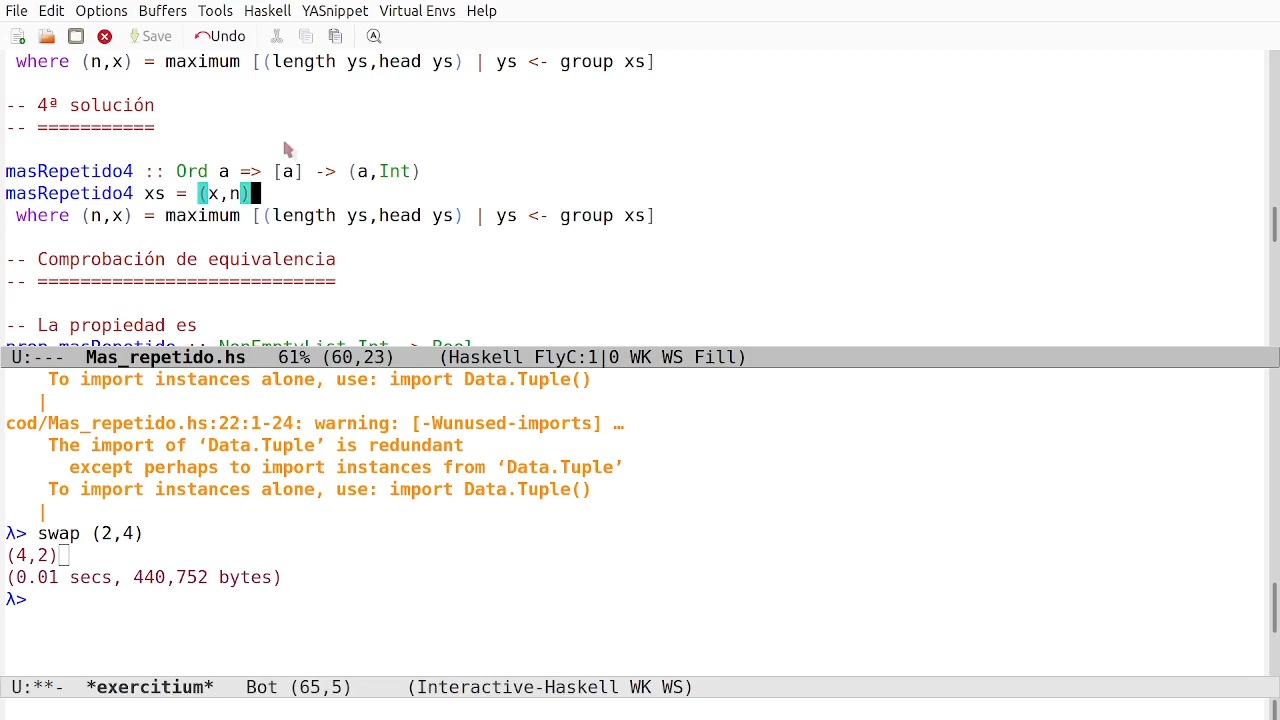 File Edit Options Buffers Tools Haskell YASnippet Virtual Envs Help
Save Undo
where (n,x) = maximum [(length ys,head ys) | ys <- group xs]
-- 4ª solución
-- ===========
masRepetido4 :: Ord a => [a] -> (a,Int)
masRepetido4 xs = (x,n)
where (n,x) = maximum [(length ys,head ys) | ys <- group xs]
-- Comprobación de equivalencia
-- ============================
-- La propiedad es
prop_masRepetido :: NonEmptyList Int -> Bool
U:--- Mas_repetido.hs 61% (60,23) (Haskell FlyC:1|0 WK WS Fill)
To import instances alone, use: import Data.Tuple()
|
cod/Mas_repetido.hs:22:1-24: warning: [-Wunused-imports] …
The import of ‘Data.Tuple’ is redundant
except perhaps to import instances from ‘Data.Tuple’
To import instances alone, use: import Data.Tuple()
|
λ> swap (2,4)
(4,2)
(0.01 secs, 440,752 bytes)
λ>
U:**- *exercitium* Bot (65,5) (Interactive-Haskell WK WS)